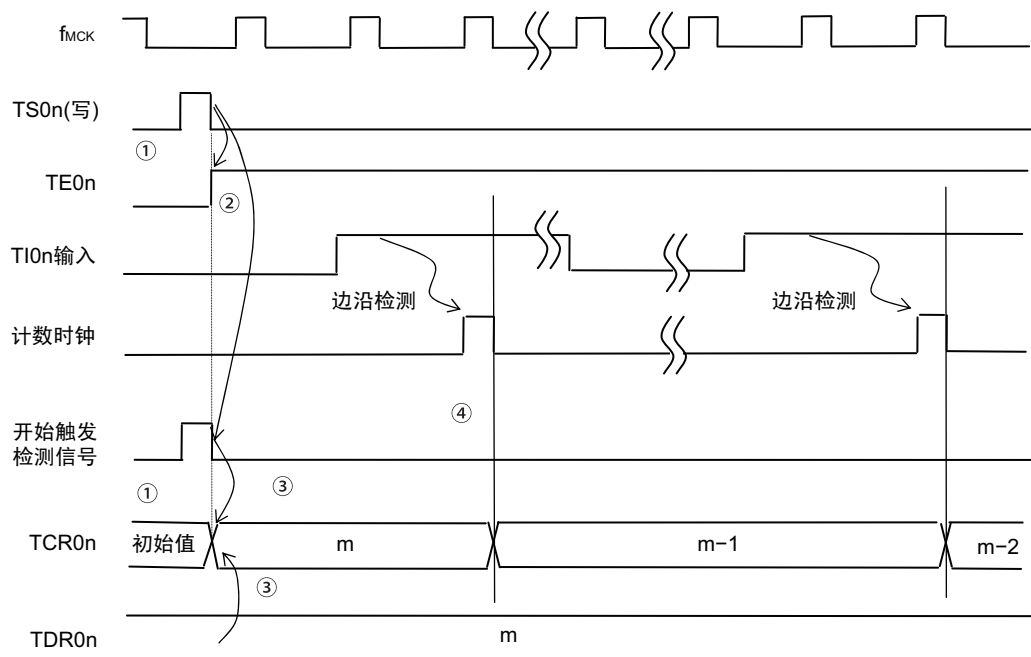 fMCK
TS0n(写)
①
TE0n
②
TI0n输入
边沿检测
边沿检测
计数时钟
④
开始触发
检测信号
①
③
TCR0n
初始值
m
m−1
m−2
③
TDR0n
m